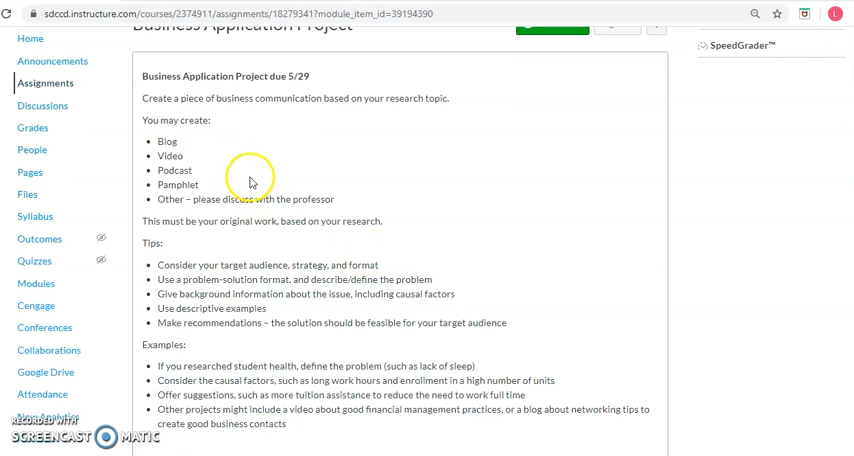 sdccd.instructure.com/courses/2374911/assignments/18279341?module_item_id=39194390
L
Business Application Project
SpeedGrader™
Home
Announcements
Assignments
Discussions
Grades
People
Pages
Files
Syllabus
Outcomes
Quizzes
Modules
Cengage
Conferences
Collaborations
Google Drive
Attendance
New Analytics
Business Application Project due 5/29
Create a piece of business communication based on your research topic.
You may create:
Blog
Video
Podcast
Pamphlet
Other – please discuss with the professor
This must be your original work, based on your research.
Tips:
Consider your target audience, strategy, and format
Use a problem-solution format, and describe/define the problem
Give background information about the issue, including causal factors
Use descriptive examples
Make recommendations – the solution should be feasible for your target audience
Examples:
If you researched student health, define the problem (such as lack of sleep)
Consider the causal factors, such as long work hours and enrollment in a high number of units
Offer suggestions, such as more tuition assistance to reduce the need to work full time
Other projects might include a video about good financial management practices, or a blog about networking tips to
create good business contacts
RECORDED WITH
SCREENCAST MATIC